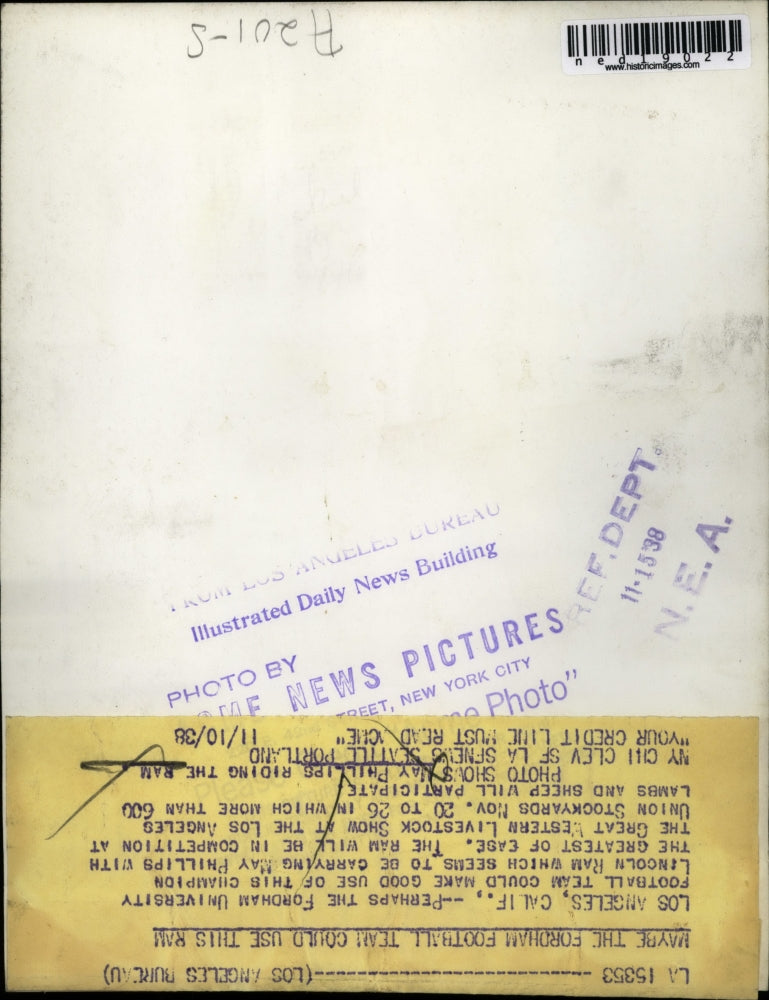 A201-S
ned19022
www.historicimages.com
FROM LOS ANGELES BUREAU
Illustrated Daily News Building
REF. DEPT.
11-15'38
N.E.A.
PHOTO BY
ACME NEWS PICTURES
STREET, NEW YORK CITY
Photo"
LA 15353 --------------------------(LOS ANGELES BUREAU)
MAYBE THE FORDHAM FOOTBALL TEAM COULD USE THIS RAM
LOS ANGELES, CALIF., --PERHAPS THE FORDHAM UNIVERSITY
FOOTBALL TEAM COULD MAKE GOOD USE OF THIS CHAMPION
LINCOLN RAM WHICH SEEMS TO BE CARRYING MAY PHILLIPS WITH
THE GREATEST OF EASE. THE RAM WILL BE IN COMPETITION AT
THE GREAT WESTERN LIVESTOCK SHOW AT THE LOS ANGELES
UNION STOCKYARDS NOV. 20 TO 26 IN WHICH MORE THAN 600
LAMBS AND SHEEP WILL PARTICIPATE
PHOTO SHOWS MAY PHILLIPS RIDING THE RAM
NY CHI CLEV SF LA SFNEWS SEATTLE PORTLAND
"YOUR CREDIT LINE MUST READ 'ACME'" 11/10/38